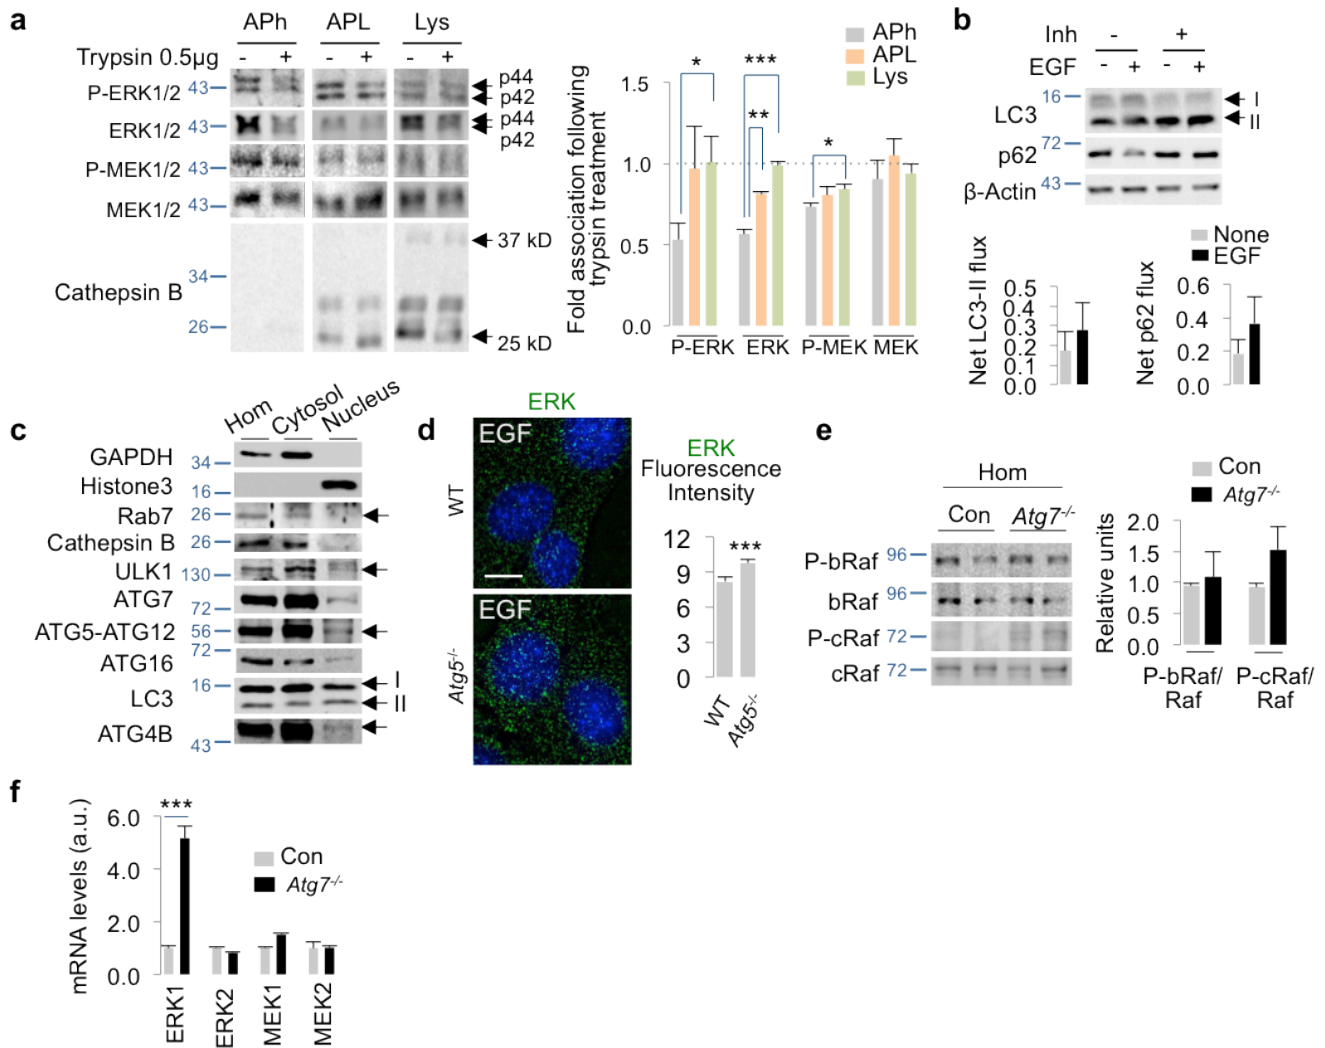 a
APh APL Lys
Trypsin 0.5µg - + - + - +
P-ERK1/2 43 p44
p42
ERK1/2 43 p44
p42
P-MEK1/2 43
MEK1/2 43
37 kD
34
Cathepsin B
26
25 kD
APh
APL
Lys
Fold association following
trypsin treatment
1.5
1.0
0.5
0.0
* *** ** *
P-ERK ERK P-MEK MEK
b
Inh - +
EGF - + - +
LC3 16 I
II
p62 72
β-Actin 43
None
EGF
Net LC3-II flux
0.5
0.4
0.3
0.2
0.1
0.0
Net p62 flux
0.6
0.4
0.2
0.0
c
Hom Cytosol Nucleus
GAPDH 34
Histone3 16
Rab7 26
Cathepsin B 26
ULK1 130
ATG7 72
ATG5-ATG12 56
72
ATG16
LC3 16 I
II
ATG4B 43
d
ERK
EGF
WT
EGF
Atg5-/-
ERK
Fluorescence
Intensity
12
9
6
3
0
***
WT Atg5-/-
e
Hom
Con Atg7-/-
P-bRaf 96
bRaf 96
P-cRaf 72
cRaf 72
Con
Atg7-/-
Relative units
2.0
1.5
1.0
0.5
0.0
P-bRaf/
Raf
P-cRaf/
Raf
f
mRNA levels (a.u.)
6.0
4.0
2.0
0.0
***
Con
Atg7-/-
ERK1 ERK2 MEK1 MEK2